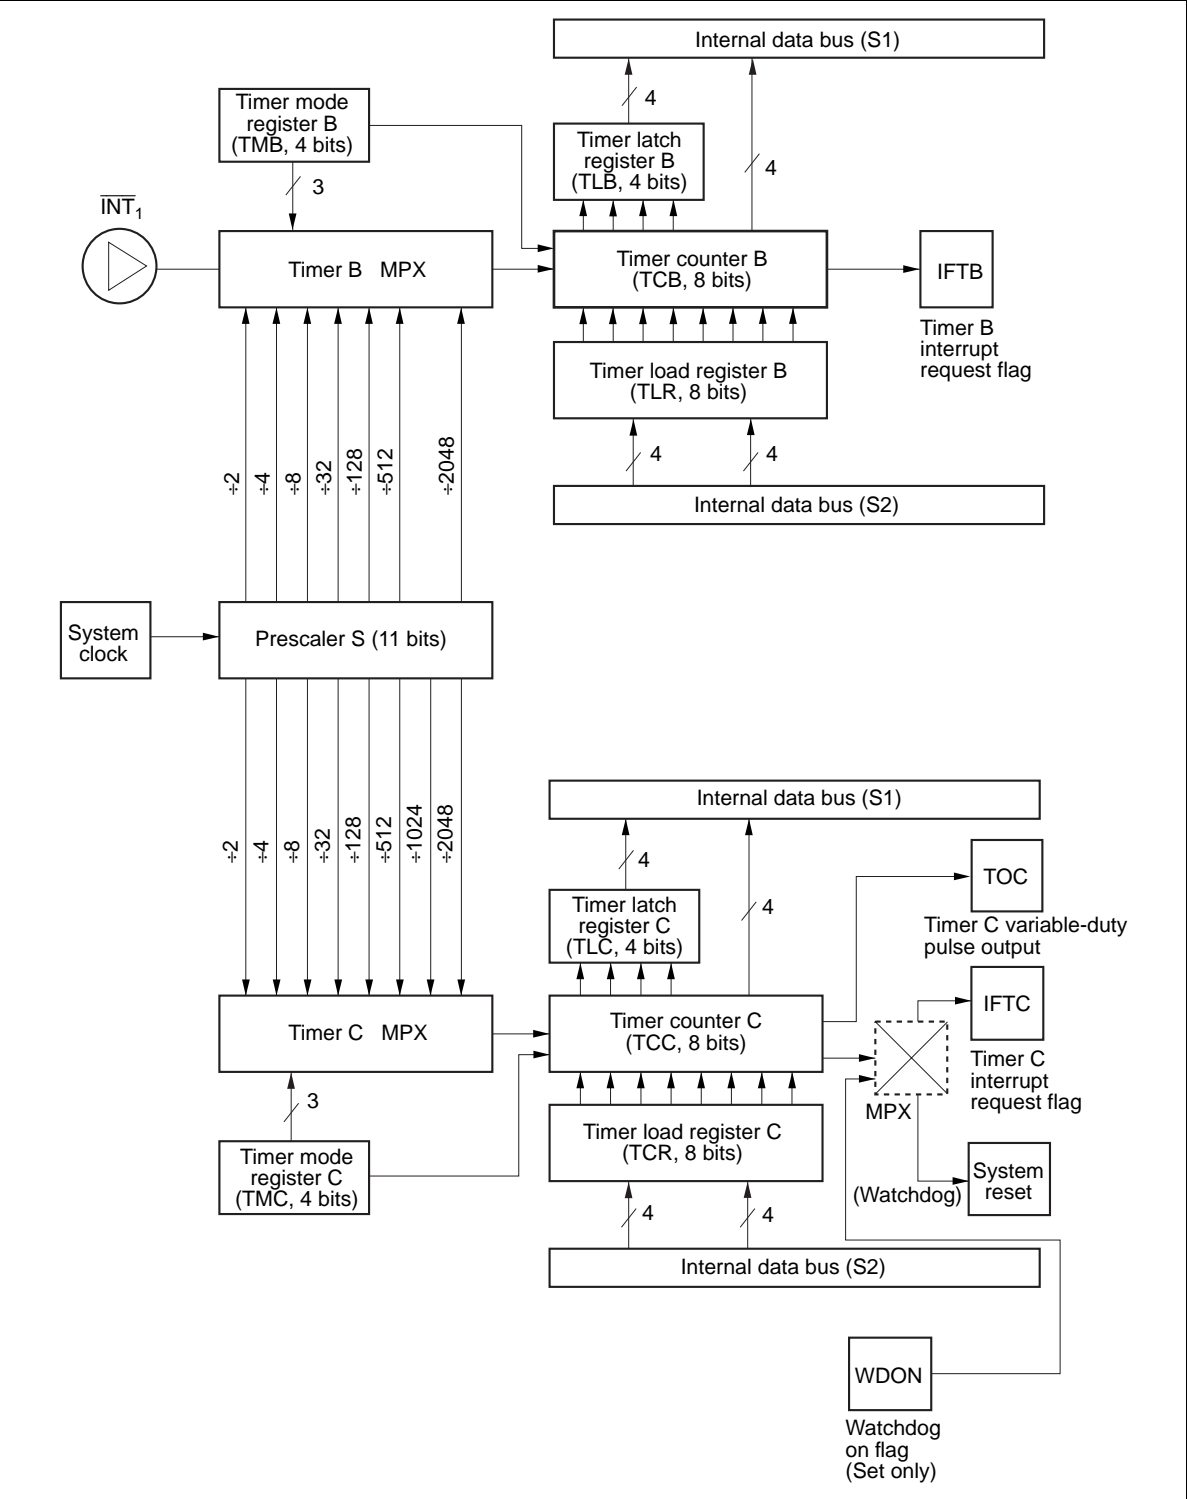 Internal data bus (S1)
4
Timer mode
register B
(TMB, 4 bits)
3
Timer latch
register B
(TLB, 4 bits)
4
INT1
Timer B MPX
Timer counter B
(TCB, 8 bits)
IFTB
Timer B
interrupt
request flag
Timer load register B
(TLR, 8 bits)
4
4
Internal data bus (S2)
÷2
÷4
÷8
÷32
÷128
÷512
÷2048
System
clock
Prescaler S (11 bits)
÷2
÷4
÷8
÷32
÷128
÷512
÷1024
÷2048
Internal data bus (S1)
4
Timer latch
register C
(TLC, 4 bits)
4
TOC
Timer C variable-duty
pulse output
Timer C MPX
Timer counter C
(TCC, 8 bits)
IFTC
Timer C
interrupt
request flag
MPX
3
Timer mode
register C
(TMC, 4 bits)
Timer load register C
(TCR, 8 bits)
System
reset
(Watchdog)
4
4
Internal data bus (S2)
WDON
Watchdog
on flag
(Set only)